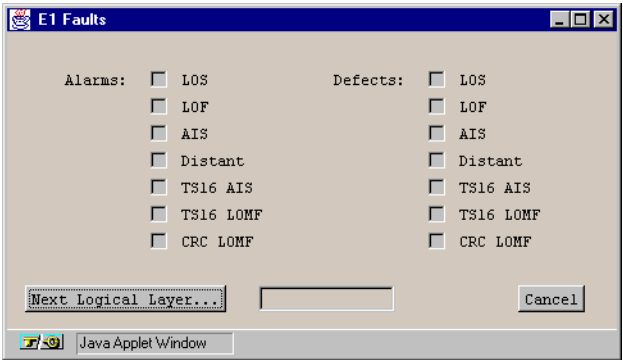 E1 Faults
Alarms: LOS Defects: LOS
LOF LOF
AIS AIS
Distant Distant
TS16 AIS TS16 AIS
TS16 LOMF TS16 LOMF
CRC LOMF CRC LOMF
Next Logical Layer... Cancel
Java Applet Window